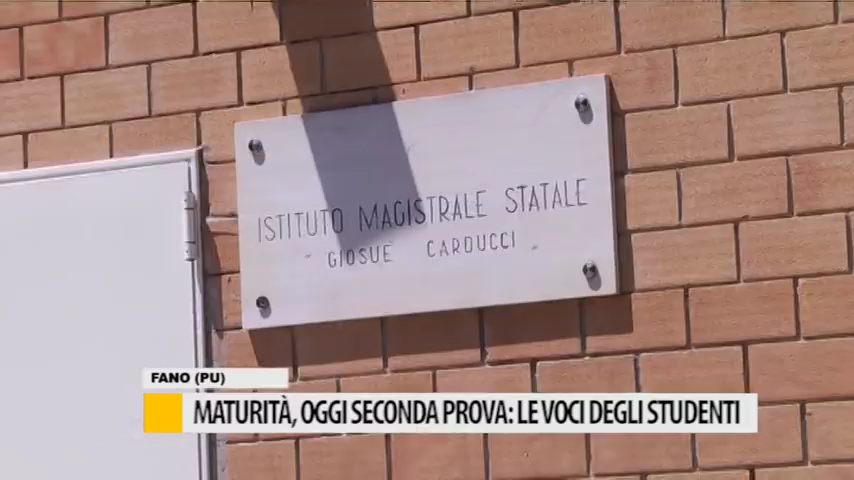 ISTITUTO MAGISTRALE STATALE
- GIOSUE CARDUCCI -
FANO (PU)
MATURITÀ, OGGI SECONDA PROVA: LE VOCI DEGLI STUDENTI